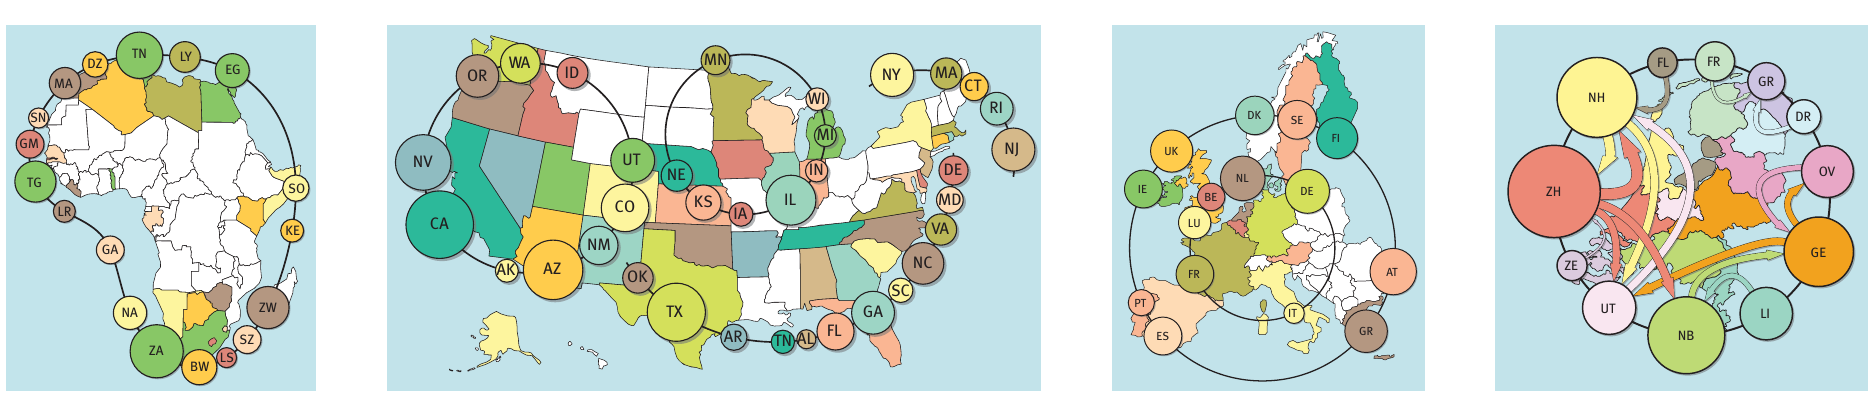 TN
LY
EG
DZ
MA
SN
GM
TG
LR
GA
NA
ZA
BW
LS
SZ
ZW
KE
SO
OR
WA
ID
NV
UT
CA
CO
NM
AK
AZ
OK
TX
AR
TN
AL
FL
GA
SC
NC
VA
MD
DE
NJ
RI
CT
MA
NY
MN
WI
MI
IN
IL
IA
KS
NE
DK
SE
FI
UK
NL
IE
BE
DE
LU
FR
AT
PT
ES
IT
GR
NH
FL
FR
GR
DR
OV
ZH
GE
ZE
UT
NB
LI